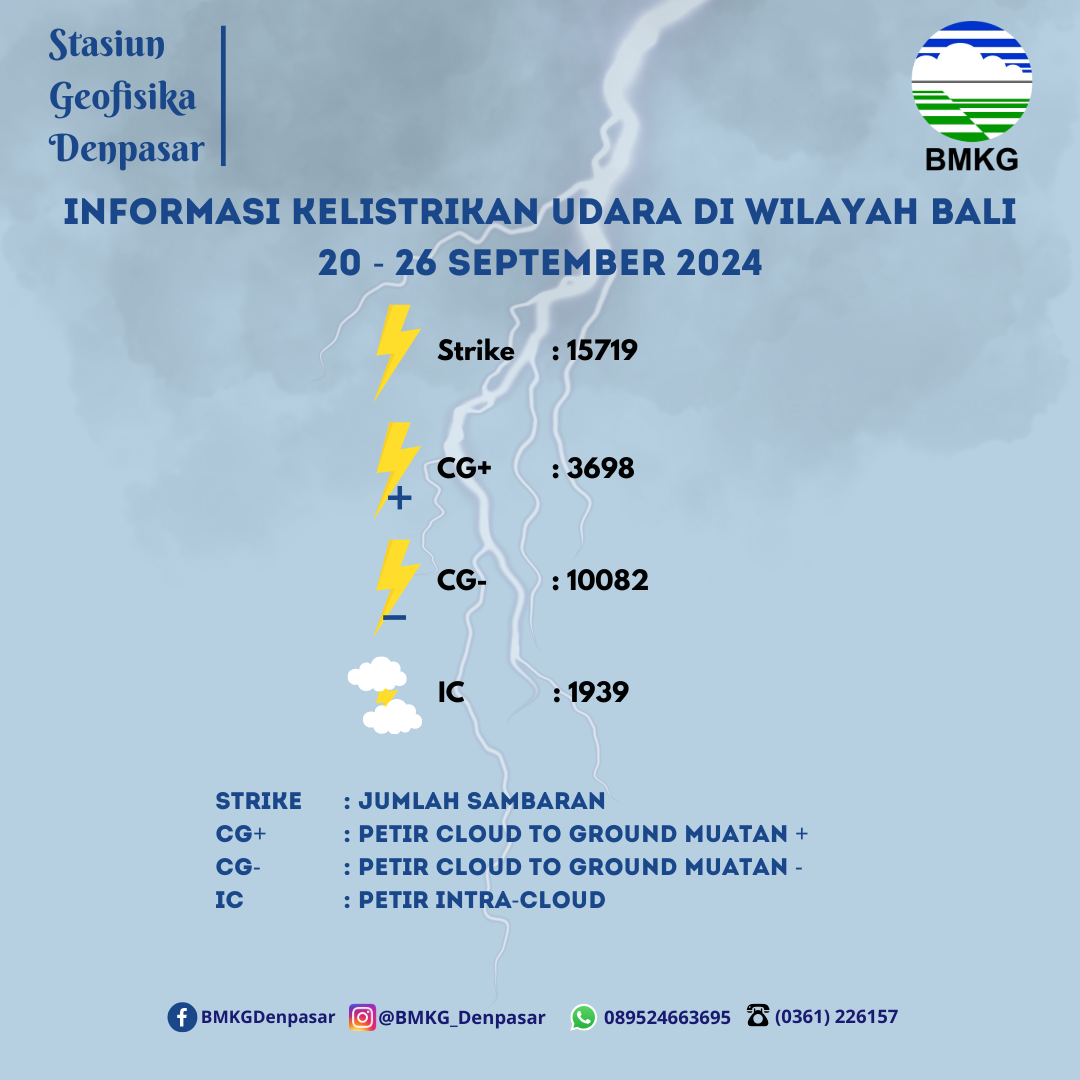 Stasiun
Geofisika
Denpasar
BMKG
INFORMASI KELISTRIKAN UDARA DI WILAYAH BALI
20 - 26 SEPTEMBER 2024
Strike : 15719
CG+ : 3698
+
CG- : 10082
-
IC : 1939
STRIKE : JUMLAH SAMBARAN
CG+ : PETIR CLOUD TO GROUND MUATAN +
CG- : PETIR CLOUD TO GROUND MUATAN -
IC : PETIR INTRA-CLOUD
BMKGDenpasar @BMKG_Denpasar 089524663695 (0361) 226157